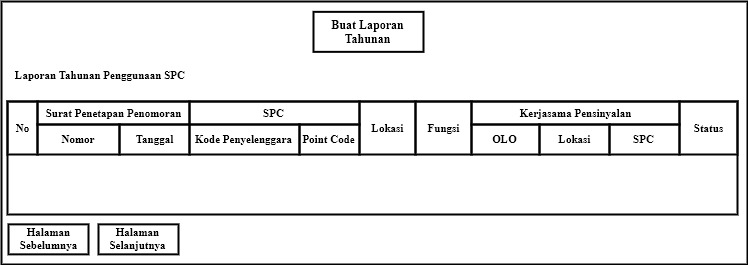 Buat Laporan
Tahunan
Laporan Tahunan Penggunaan SPC
No
Surat Penetapan Penomoran
SPC
Lokasi
Fungsi
Kerjasama Pensinyalan
Status
Nomor
Tanggal
Kode Penyelenggara
Point Code
OLO
Lokasi
SPC
Halaman
Sebelumnya
Halaman
Selanjutnya